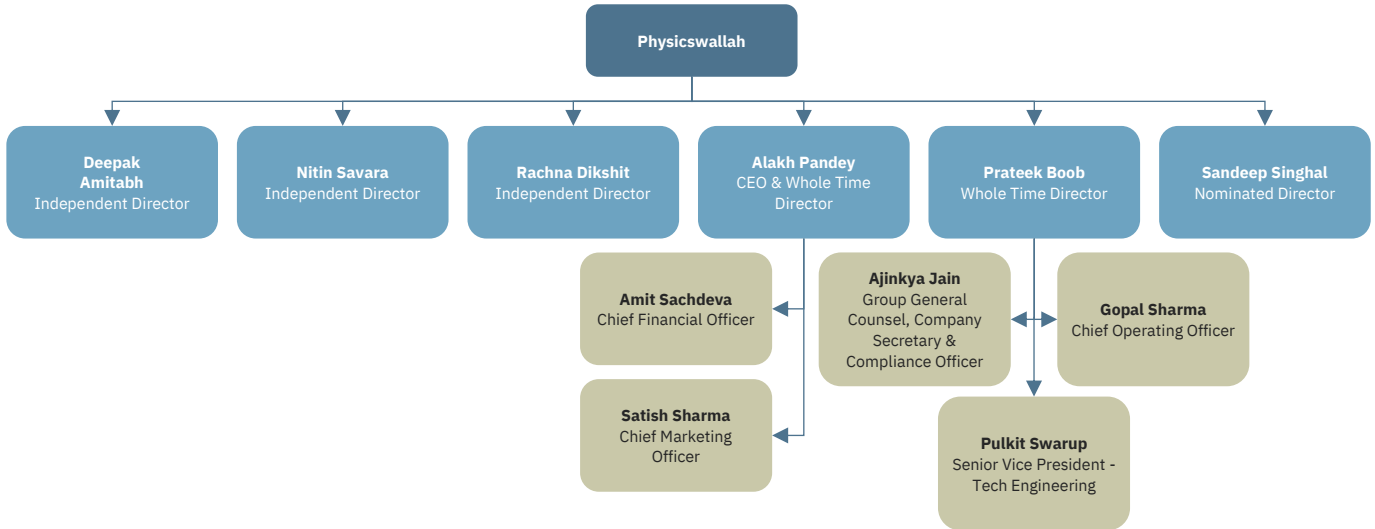 Physicswallah
Deepak
Amitabh
Independent Director
Nitin Savara
Independent Director
Rachna Dikshit
Independent Director
Alakh Pandey
CEO & Whole Time
Director
Prateek Boob
Whole Time Director
Sandeep Singhal
Nominated Director
Amit Sachdeva
Chief Financial Officer
Ajinkya Jain
Group General
Counsel, Company
Secretary &
Compliance Officer
Gopal Sharma
Chief Operating Officer
Satish Sharma
Chief Marketing
Officer
Pulkit Swarup
Senior Vice President -
Tech Engineering